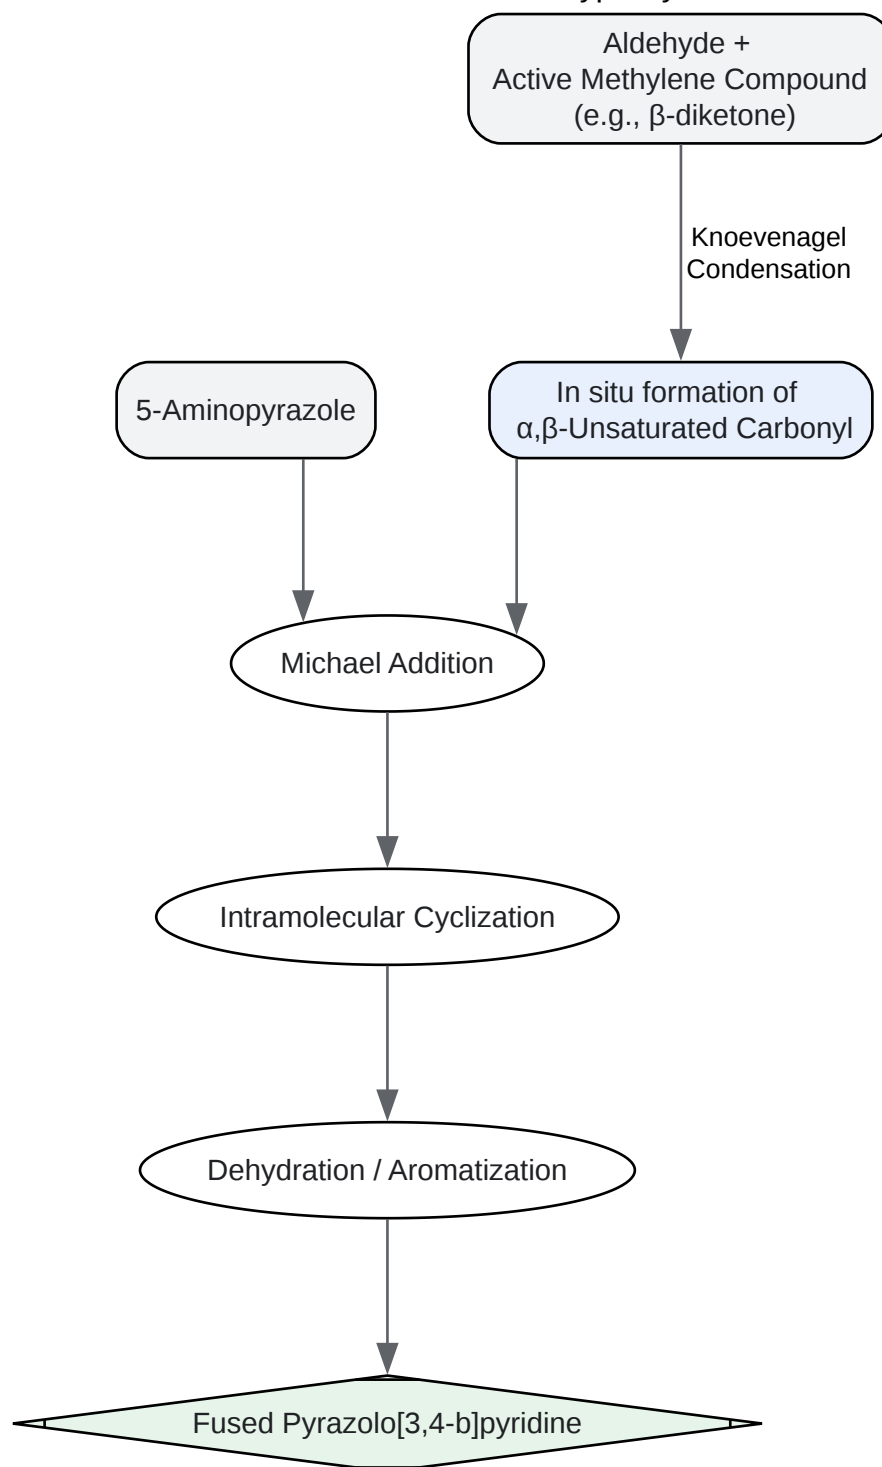 Aldehyde +
Active Methylene Compound
(e.g., β-diketone)
Knoevenagel
Condensation
5-Aminopyrazole
In situ formation of
α,β-Unsaturated Carbonyl
Michael Addition
Intramolecular Cyclization
Dehydration / Aromatization
Fused Pyrazolo[3,4-b]pyridine